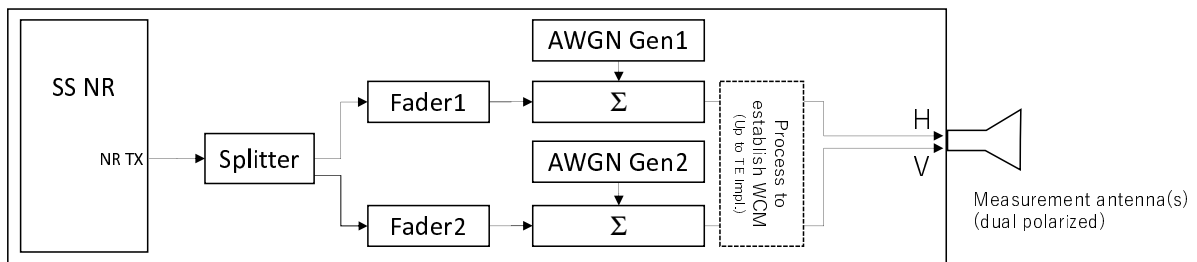 SS NR
NR TX
Splitter
Fader1
Fader2
AWGN Gen1
Σ
AWGN Gen2
Σ
Process to
establish WCM
(Up to TE Impl.)
H
V
Measurement antenna(s)
(dual polarized)